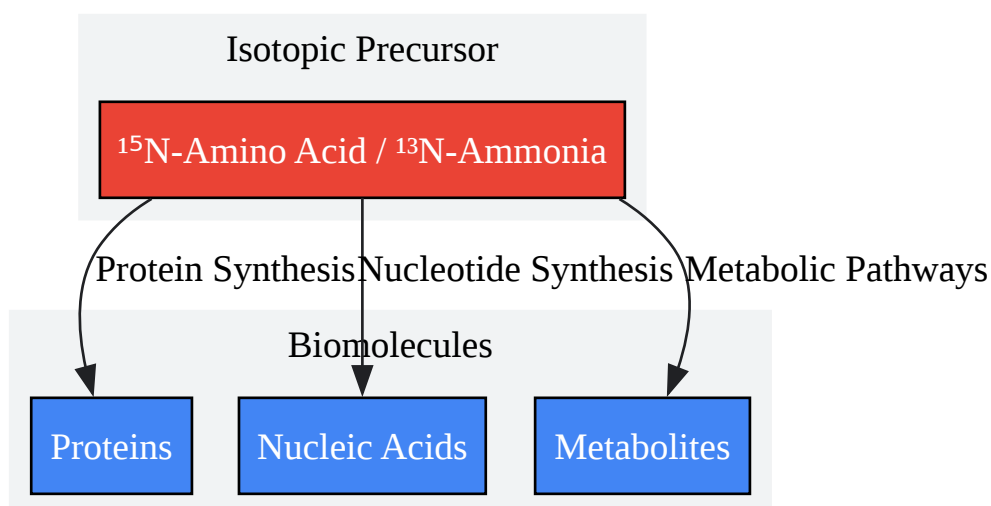 Isotopic Precursor
¹⁵N-Amino Acid / ¹³N-Ammonia
Protein Synthesis
Nucleotide Synthesis
Metabolic Pathways
Biomolecules
Proteins
Nucleic Acids
Metabolites